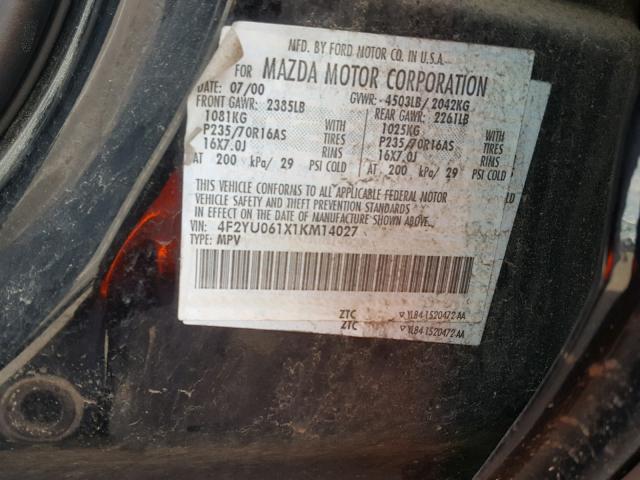 MFD. BY FORD MOTOR CO. IN U.S.A.
FOR MAZDA MOTOR CORPORATION
DATE: 07/00 GVWR: 4503LB/ 2042KG
FRONT GAWR: 2385LB REAR GAWR: 2261LB
1081KG WITH 1025KG WITH
P235/70R16AS TIRES P235/70R16AS TIRES
16X7.0J RIMS 16X7.0J RIMS
AT 200 kPa/ 29 PSI COLD AT 200 kPa/ 29 PSI COLD
THIS VEHICLE CONFORMS TO ALL APPLICABLE FEDERAL MOTOR
VEHICLE SAFETY AND THEFT PREVENTION STANDARDS
IN EFFECT ON THE DATE OF MANUFACTURE SHOWN ABOVE.
VIN: 4F2YU061X1KM14027
TYPE: MPV
ZTC ▽ YL84-1520472-AA
ZTC ▽ YL84-1520472-AA